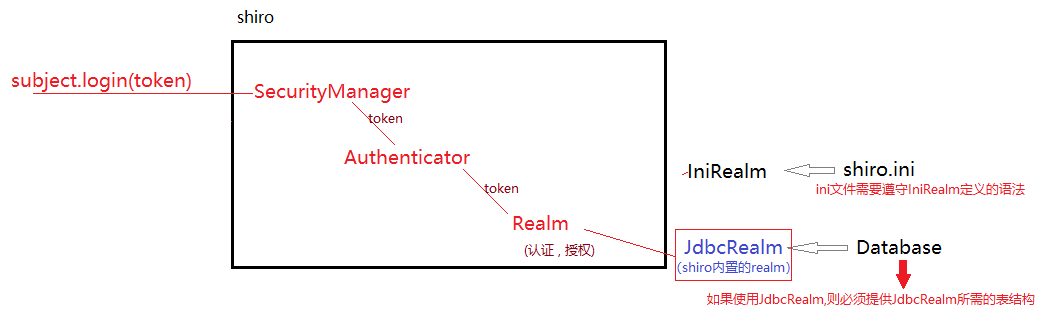 shiro
subject.login(token)
SecurityManager
token
Authenticator
token
Realm
(认证 , 授权)
IniRealm
shiro.ini
ini文件需要遵守IniRealm定义的语法
JdbcRealm
(shiro内置的realm)
Database
如果使用JdbcRealm,则必须提供JdbcRealm所需的表结构